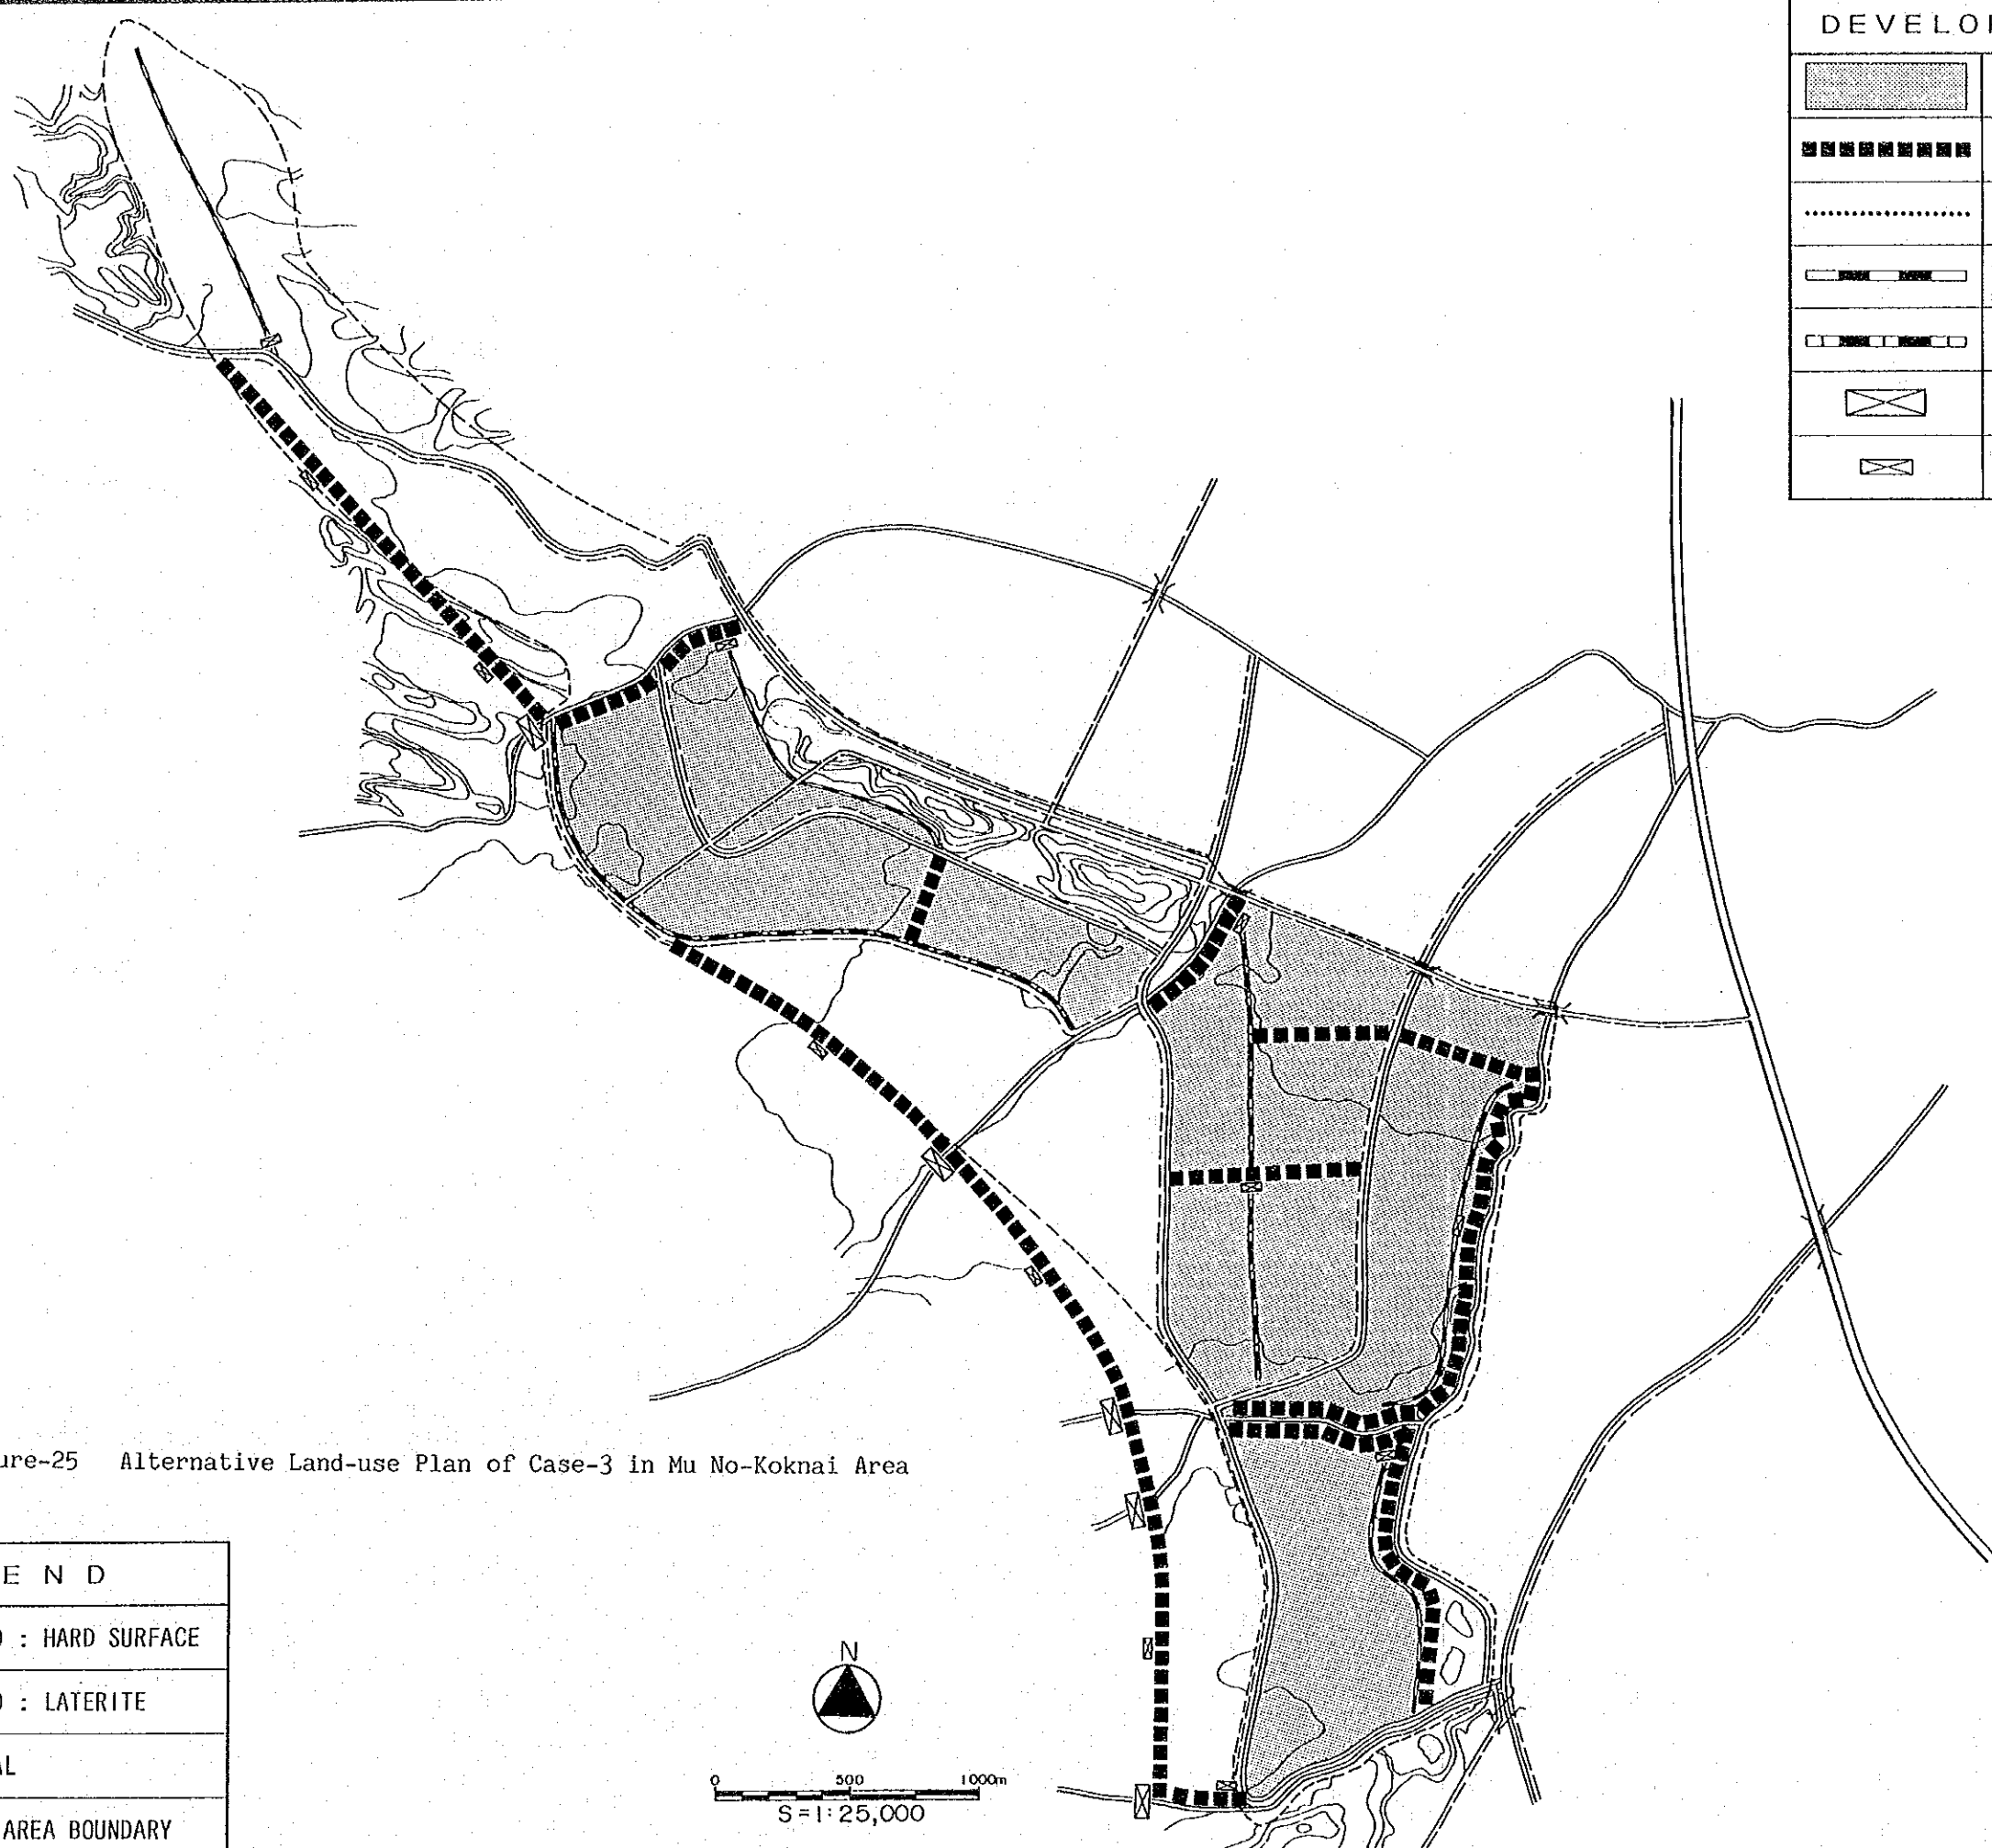 DEVELO
ure-25 Alternative Land-use Plan of Case-3 in Mu No-Koknai Area
E N D
: HARD SURFACE
: LATERITE
AREA BOUNDARY
N
0 500 1000m
S=1:25,000